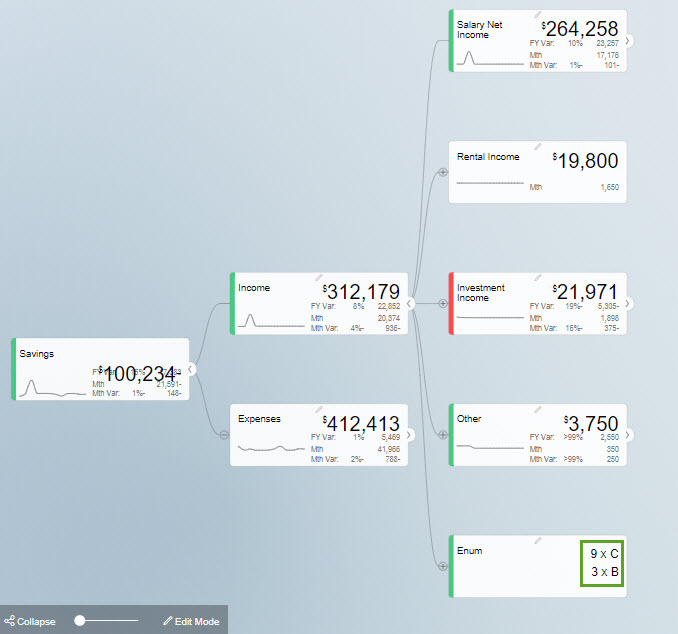 Salary Net
Income
$264,258
FY Var: 10% 23,257
Mth 17,176
Mth Var: 1%- 101-
Rental Income
$19,800
Mth 1,650
Income
$312,179
FY Var: 8% 22,852
Mth 20,374
Mth Var: 4%- 936-
Investment
Income
$21,971
FY Var: 19%- 5,305-
Mth 1,898
Mth Var: 16%- 375-
Savings
$100,234-
FY Var:
Mth 21,591-
Mth Var: 1%- 148-
Expenses
$412,413
FY Var: 1% 5,469
Mth 41,966
Mth Var: 2%- 788-
Other
$3,750
FY Var: >99% 2,550
Mth 350
Mth Var: >99% 250
Enum
9 x C
3 x B
Collapse
Edit Mode